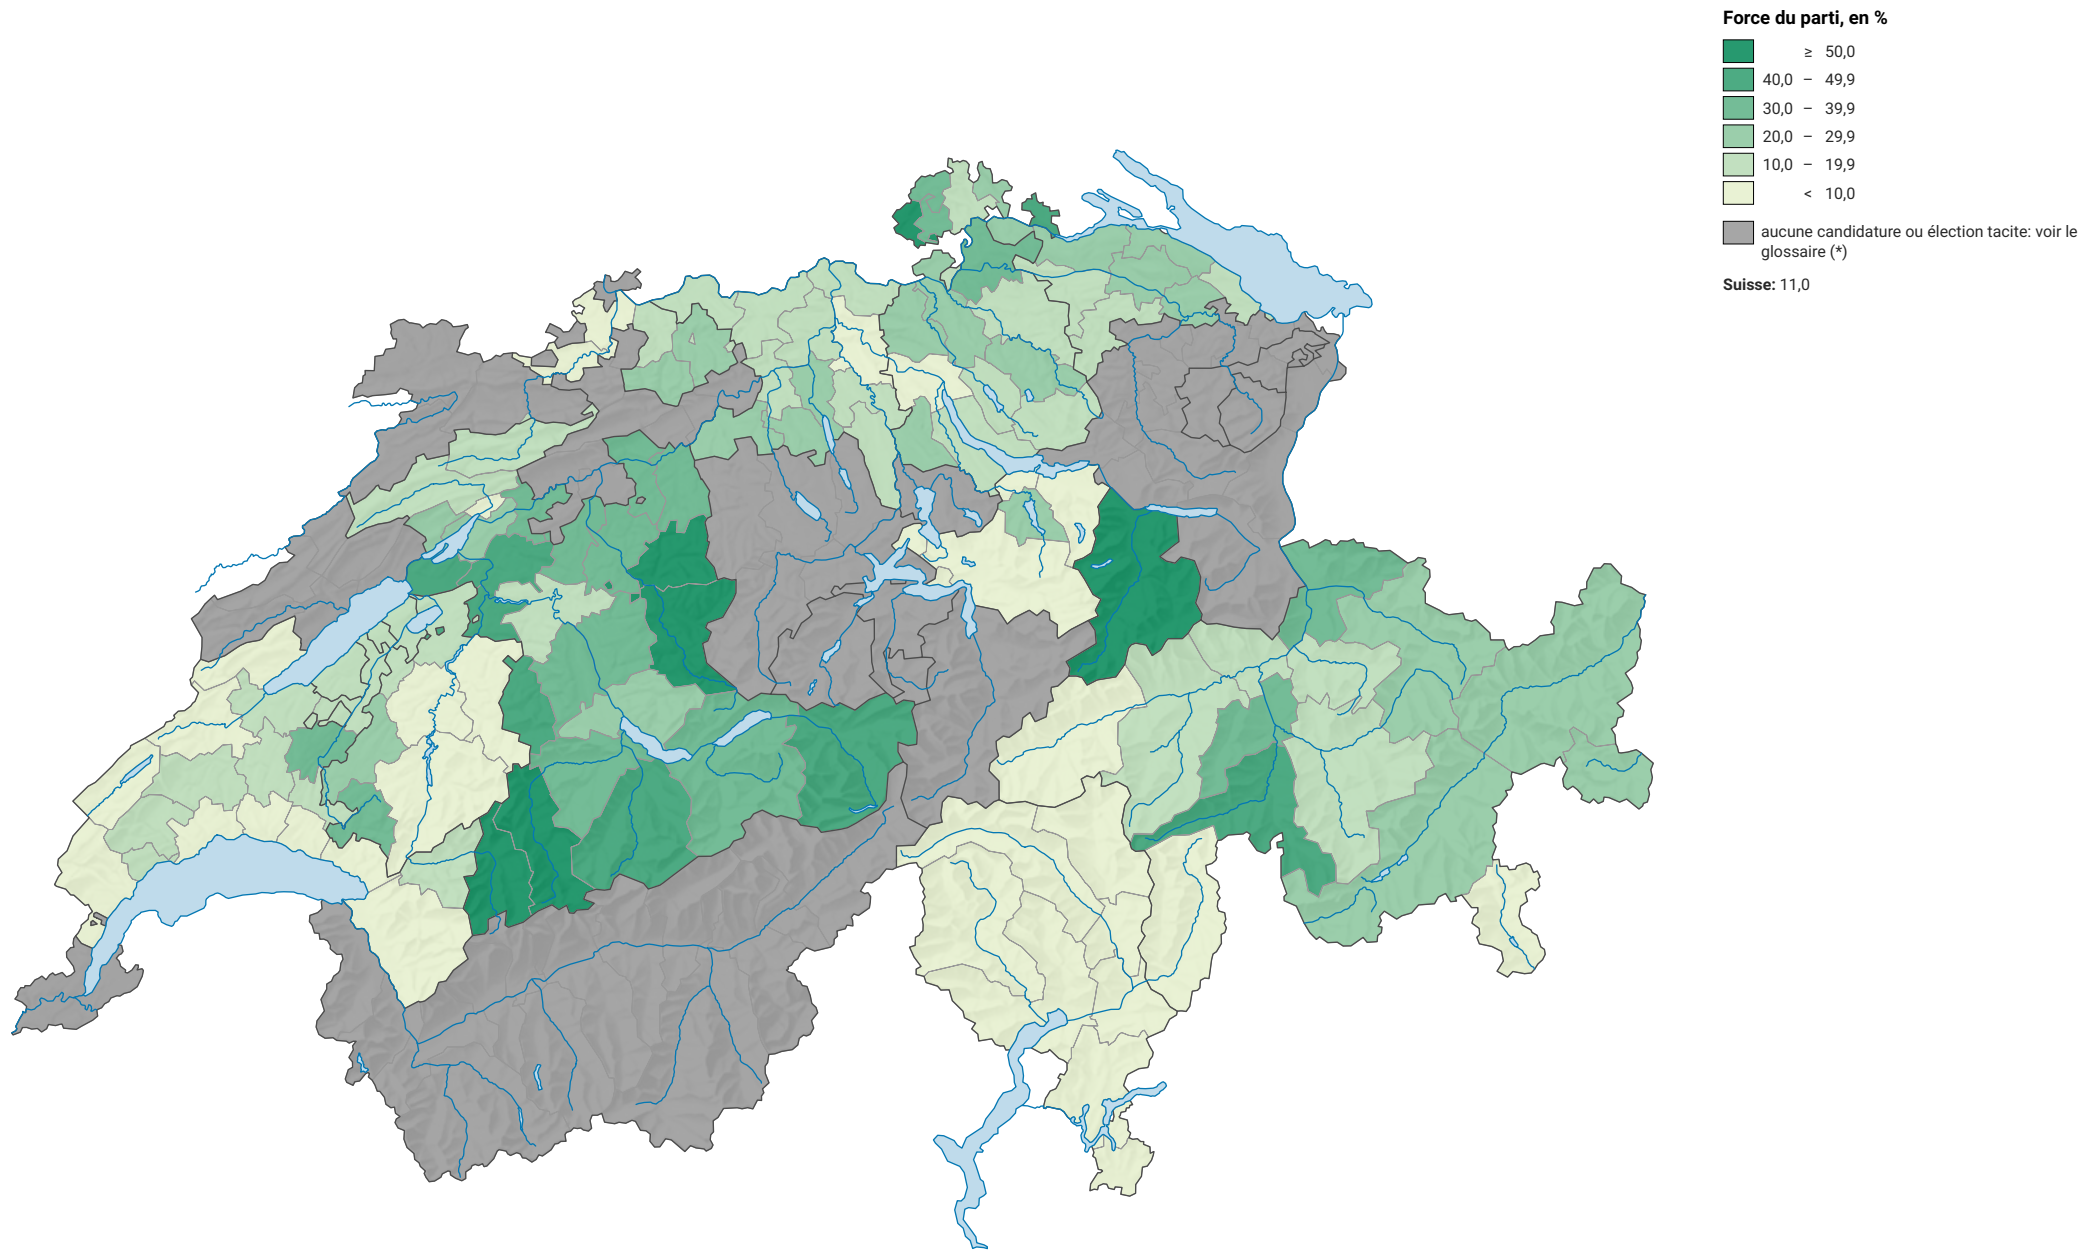 Force du parti, en %
≥ 50,0
40,0 – 49,9
30,0 – 39,9
20,0 – 29,9
10,0 – 19,9
< 10,0
aucune candidature ou élection tacite: voir le
glossaire (*)
Suisse: 11,0